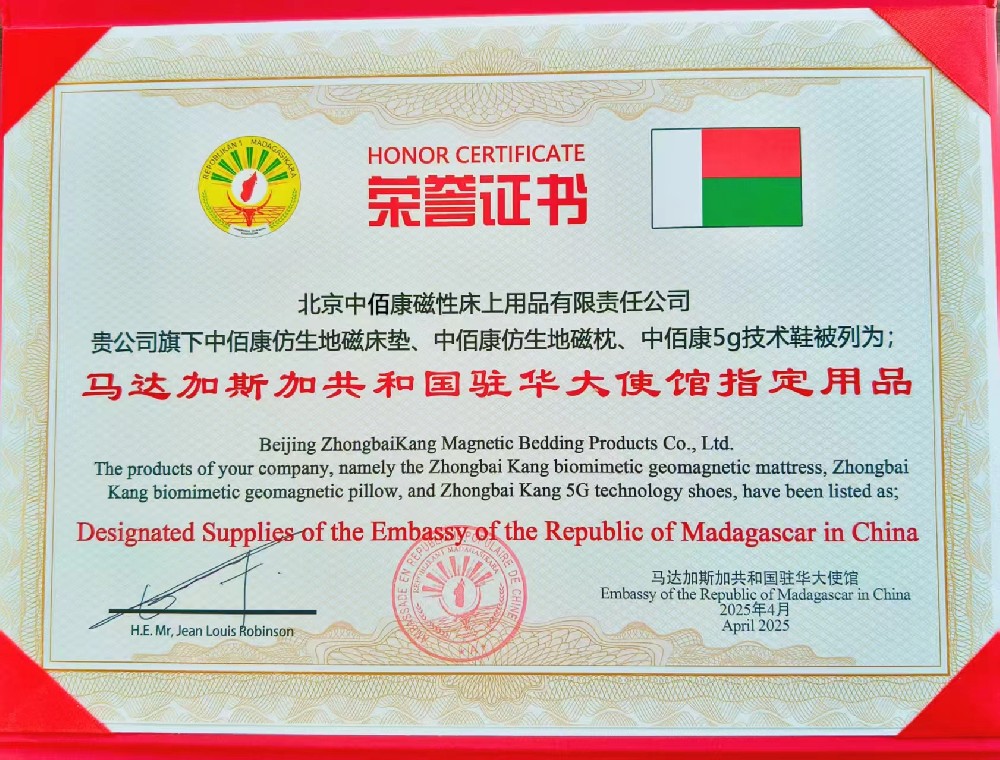 REPOBLIKAN'I MADAGASIKARA
HONOR CERTIFICATE
荣誉证书
北京中佰康磁性床上用品有限责任公司
贵公司旗下中佰康仿生地磁床垫、中佰康仿生地磁枕、中佰康5g技术鞋被列为；
马达加斯加共和国驻华大使馆指定用品
Beijing ZhongbaiKang Magnetic Bedding Products Co., Ltd.
The products of your company, namely the Zhongbai Kang biomimetic geomagnetic mattress, Zhongbai
Kang biomimetic geomagnetic pillow, and Zhongbai Kang 5G technology shoes, have been listed as;
Designated Supplies of the Embassy of the Republic of Madagascar in China
马达加斯加共和国驻华大使馆
Embassy of the Republic of Madagascar in China
2025年4月
April 2025
H.E. Mr, Jean Louis Robinson